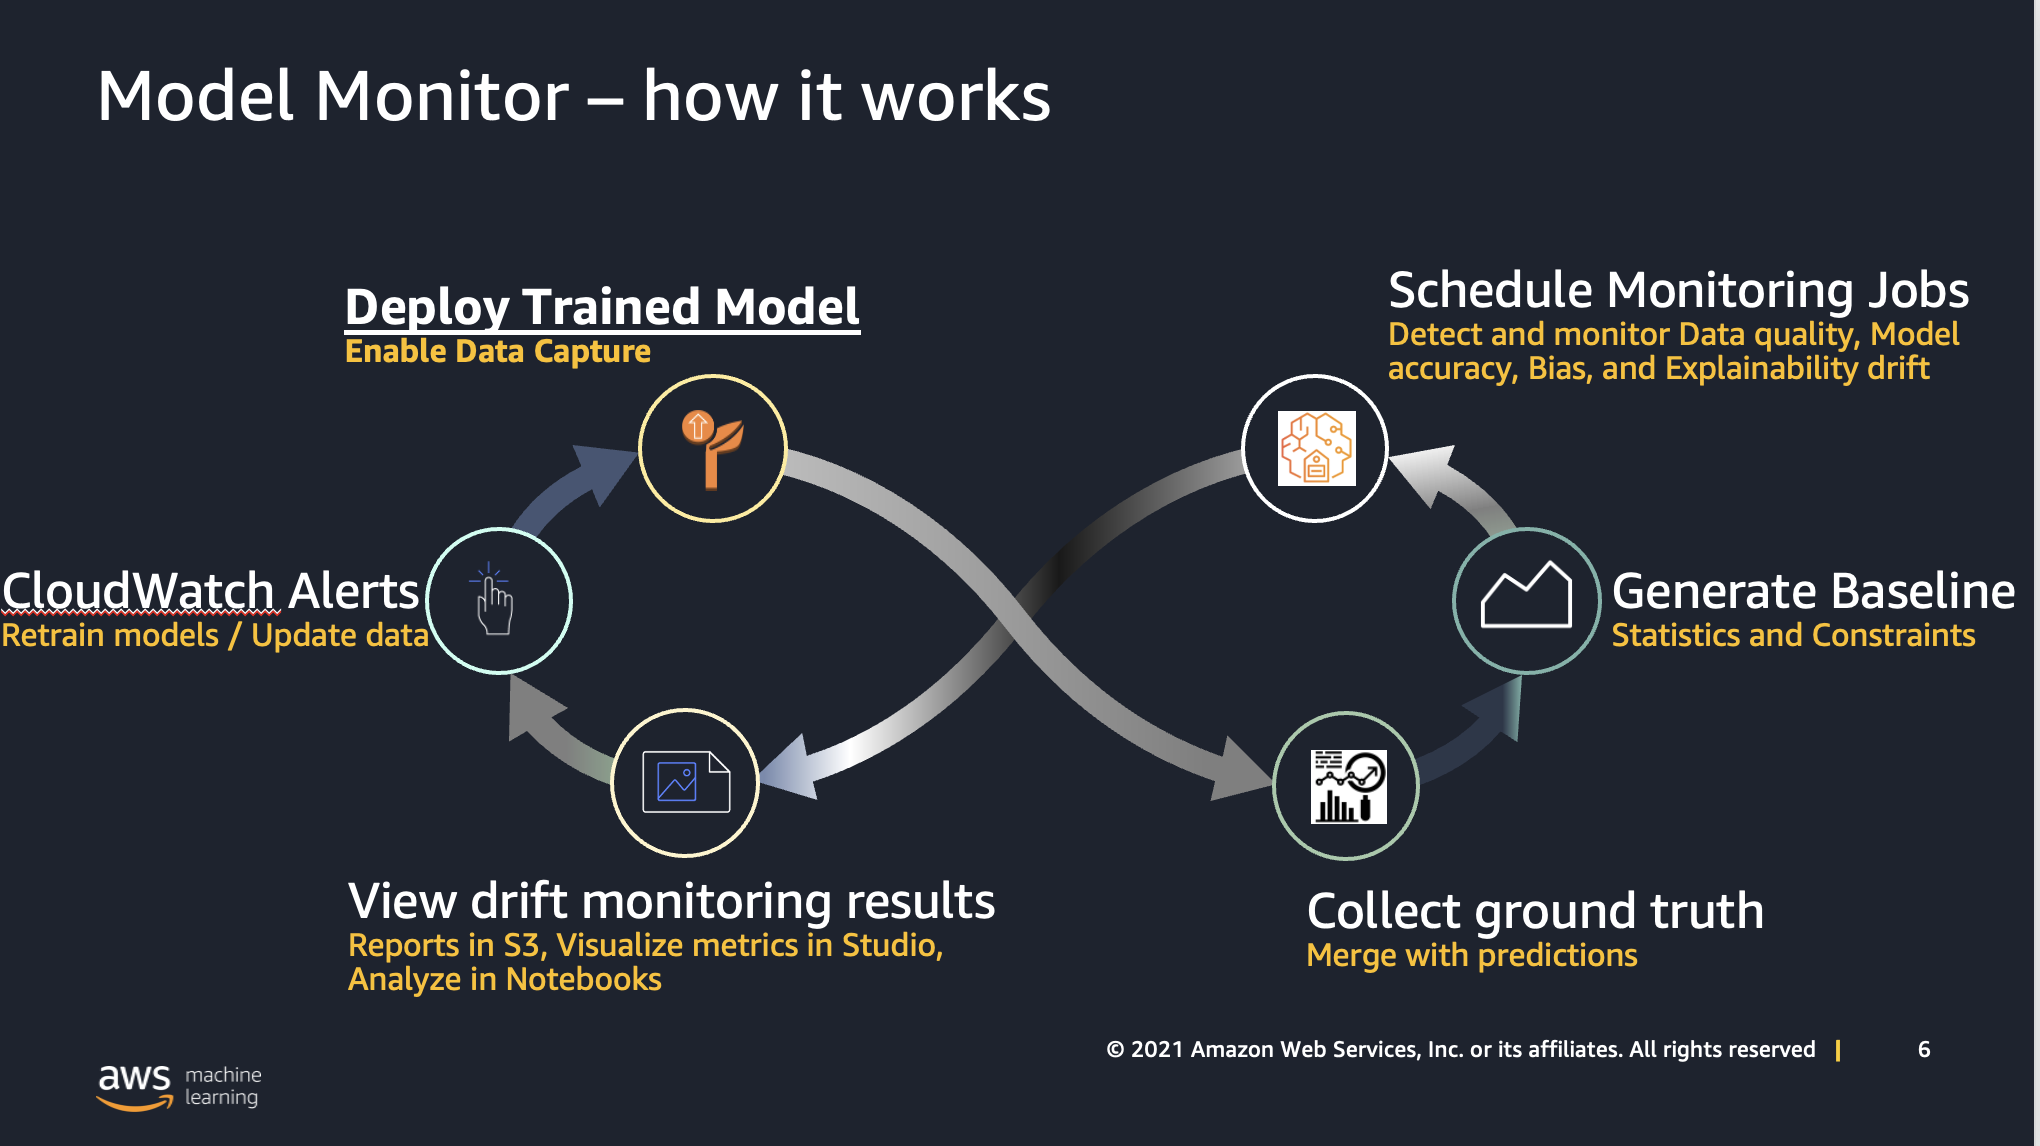 Model Monitor – how it works
Deploy Trained Model
Enable Data Capture
Schedule Monitoring Jobs
Detect and monitor Data quality, Model
accuracy, Bias, and Explainability drift
CloudWatch Alerts
Retrain models / Update data
Generate Baseline
Statistics and Constraints
View drift monitoring results
Reports in S3, Visualize metrics in Studio,
Analyze in Notebooks
Collect ground truth
Merge with predictions
© 2021 Amazon Web Services, Inc. or its affiliates. All rights reserved |
6
aws machine
learning